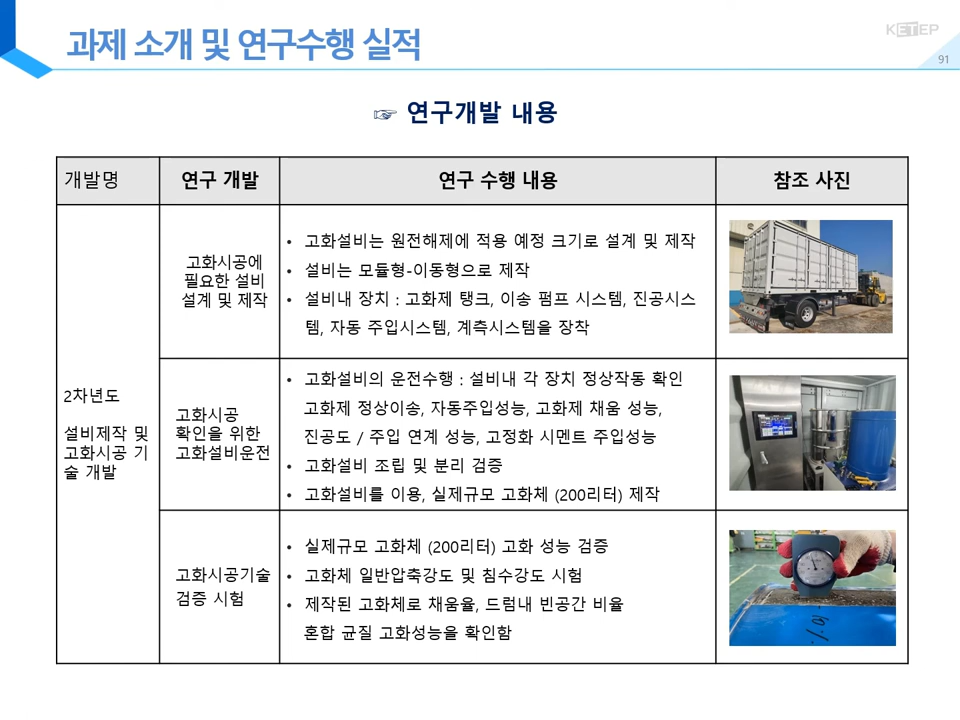 과제 소개 및 연구수행 실적
KETEP
91
☞ 연구개발 내용
개발명
연구 개발
연구 수행 내용
참조 사진
2차년도
설비제작 및
고화시공 기
술 개발
고화시공에
필요한 설비
설계 및 제작
• 고화설비는 원전해제에 적용 예정 크기로 설계 및 제작
• 설비는 모듈형-이동형으로 제작
• 설비내 장치 : 고화제 탱크, 이송 펌프 시스템, 진공시스
템, 자동 주입시스템, 계측시스템을 장착
고화시공
확인을 위한
고화설비운전
• 고화설비의 운전수행 : 설비내 각 장치 정상작동 확인
고화제 정상이송, 자동주입성능, 고화제 채움 성능,
진공도 / 주입 연계 성능, 고정화 시멘트 주입성능
• 고화설비 조립 및 분리 검증
• 고화설비를 이용, 실제규모 고화체 (200리터) 제작
고화시공기술
검증 시험
• 실제규모 고화체 (200리터) 고화 성능 검증
• 고화체 일반압축강도 및 침수강도 시험
• 제작된 고화체로 채움율, 드럼내 빈공간 비율
혼합 균질 고화성능을 확인함